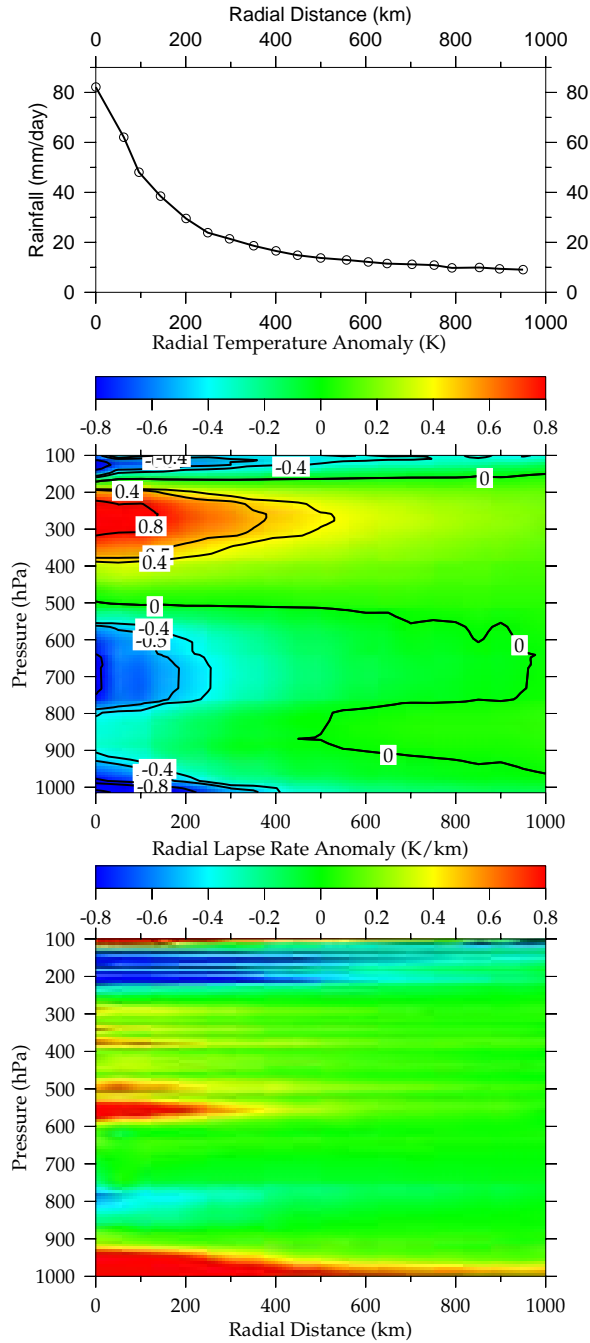 Radial Distance (km)
0 200 400 600 800 1000
80 80
60 60
40 40
20 20
0 0
Rainfall (mm/day)
0 200 400 600 800 1000
Radial Temperature Anomaly (K)
-0.8 -0.6 -0.4 -0.2 0 0.2 0.4 0.6 0.8
100 -0.4
-0.4
0
200 0.4
300 0.8
400 0.4
500 0
600 -0.4
-0.5
0
700
800
900 0
-0.4
1000 -0.8
Pressure (hPa)
0 200 400 600 800 1000
Radial Lapse Rate Anomaly (K/km)
-0.8 -0.6 -0.4 -0.2 0 0.2 0.4 0.6 0.8
100
200
300
400
500
600
700
800
900
1000
Pressure (hPa)
0 200 400 600 800 1000
Radial Distance (km)